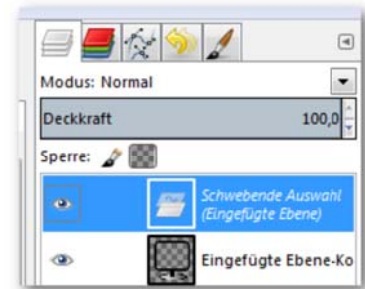 Modus: Normal
Deckkraft 100,0
Sperre:
Schwebende Auswahl
(Eingefügte Ebene)
Eingefügte Ebene-Ko